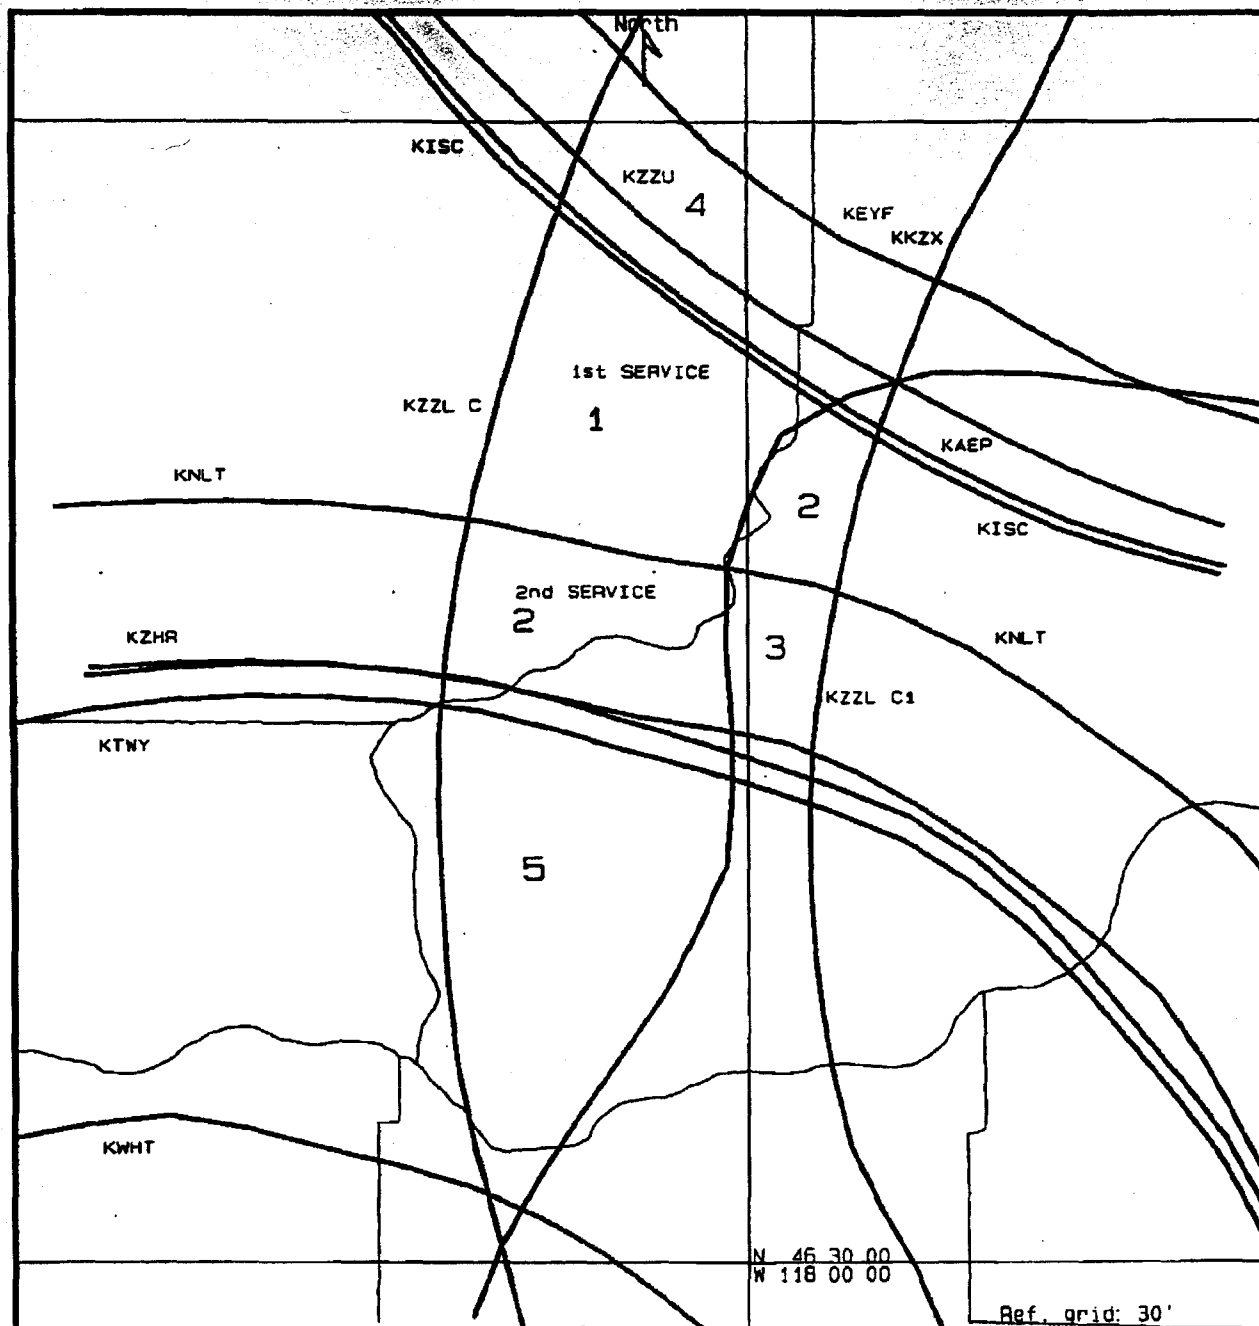 North
KISC
KZZU
4
KEYF
KKZX
1st SERVICE
KZZL C
1
KAEP
KNLT
2
KISC
2nd SERVICE
2
KZHR
3
KNLT
KZZL C1
KTWY
5
KWHT
N 46 30 00
W 118 00 00
Ref. grid: 30'